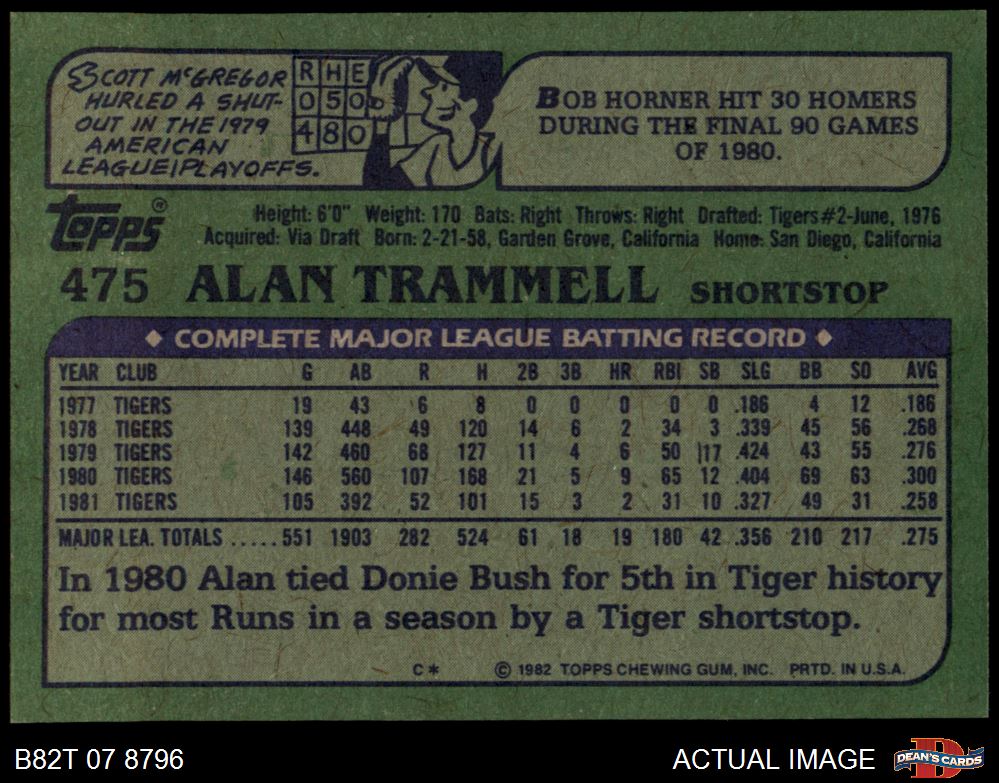 SCOTT McGREGOR
HURLED A SHUT-
OUT IN THE 1979
AMERICAN
LEAGUE PLAYOFFS.
R H E
0 5 0
4 8 0
BOB HORNER HIT 30 HOMERS
DURING THE FINAL 90 GAMES
OF 1980.
TOPPS®
Height: 6'0" Weight: 170 Bats: Right Throws: Right Drafted: Tigers #2-June, 1976
Acquired: Via Draft Born: 2-21-58, Garden Grove, California Home: San Diego, California
475 ALAN TRAMMELL SHORTSTOP
◆ COMPLETE MAJOR LEAGUE BATTING RECORD ◆
YEAR CLUB G AB R H 2B 3B HR RBI SB SLG BB SO AVG
1977 TIGERS 19 43 6 8 0 0 0 0 0 .186 4 12 .186
1978 TIGERS 139 448 49 120 14 6 2 34 3 .339 45 56 .268
1979 TIGERS 142 460 68 127 11 4 6 50 17 .424 43 55 .276
1980 TIGERS 146 560 107 168 21 5 9 65 12 .404 69 63 .300
1981 TIGERS 105 392 52 101 15 3 2 31 10 .327 49 31 .258
MAJOR LEA. TOTALS ..... 551 1903 282 524 61 18 19 180 42 .356 210 217 .275
In 1980 Alan tied Donie Bush for 5th in Tiger history
for most Runs in a season by a Tiger shortstop.
C* © 1982 TOPPS CHEWING GUM, INC. PRTD. IN U.S.A.
B82T 07 8796 ACTUAL IMAGE D DEAN'S CARDS